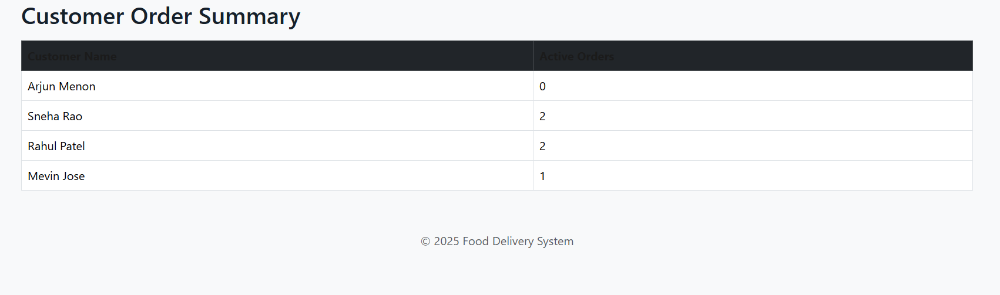 Customer Order Summary
Customer Name Active Orders
Arjun Menon 0
Sneha Rao 2
Rahul Patel 2
Mevin Jose 1
© 2025 Food Delivery System